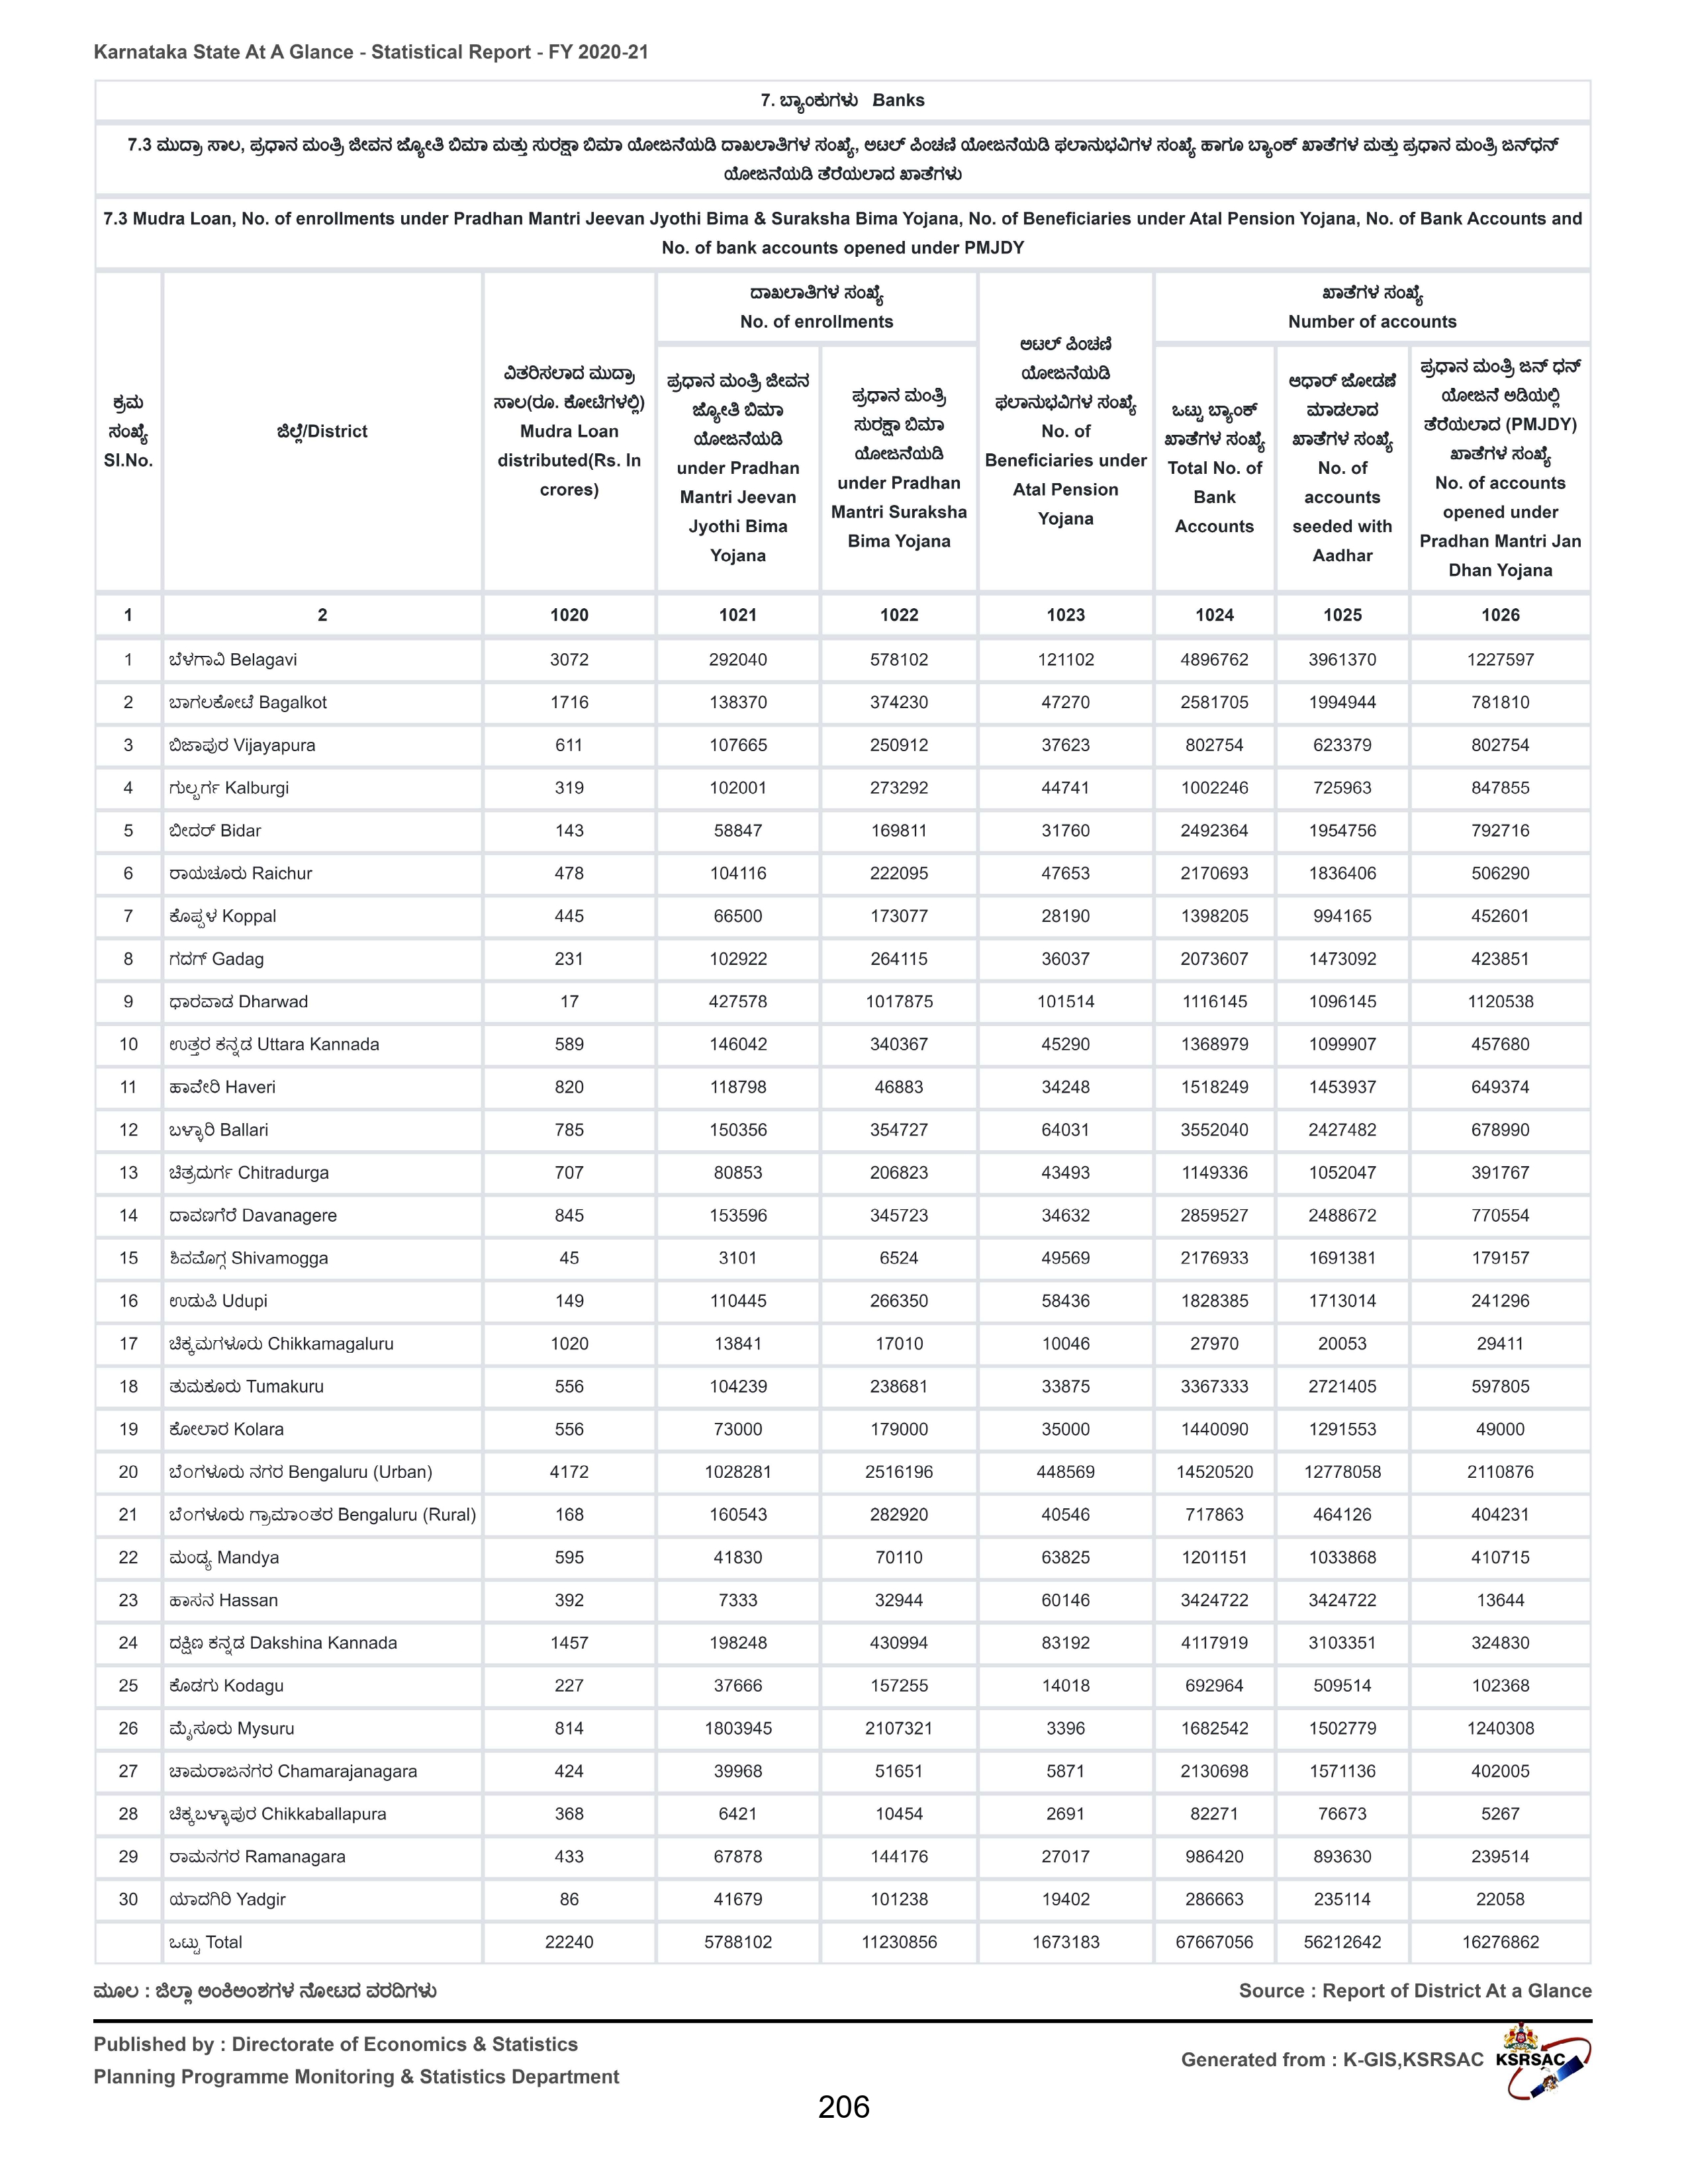 Karnataka State At A Glance - Statistical Report - FY 2020-21
7. ಬ್ಯಾಂಕುಗಳು Banks
7.3 ಮುದ್ರಾ ಸಾಲ, ಪ್ರಧಾನ ಮಂತ್ರಿ ಜೀವನ ಜ್ಯೋತಿ ಬಿಮಾ ಮತ್ತು ಸುರಕ್ಷಾ ಬಿಮಾ ಯೋಜನೆಯಡಿ ದಾಖಲಾತಿಗಳ ಸಂಖ್ಯೆ, ಅಟಲ್ ಪಿಂಚಣಿ ಯೋಜನೆಯಡಿ ಫಲಾನುಭವಿಗಳ ಸಂಖ್ಯೆ ಹಾಗೂ ಬ್ಯಾಂಕ್ ಖಾತೆಗಳ ಮತ್ತು ಪ್ರಧಾನ ಮಂತ್ರಿ ಜನ್‌ಧನ್
ಯೋಜನೆಯಡಿ ತೆರೆಯಲಾದ ಖಾತೆಗಳು
7.3 Mudra Loan, No. of enrollments under Pradhan Mantri Jeevan Jyothi Bima & Suraksha Bima Yojana, No. of Beneficiaries under Atal Pension Yojana, No. of Bank Accounts and
No. of bank accounts opened under PMJDY
ಕ್ರಮ
ಸಂಖ್ಯೆ
Sl.No.
ಜಿಲ್ಲೆ/District
ವಿತರಿಸಲಾದ ಮುದ್ರಾ
ಸಾಲ(ರೂ. ಕೋಟಿಗಳಲ್ಲಿ)
Mudra Loan
distributed(Rs. In
crores)
ದಾಖಲಾತಿಗಳ ಸಂಖ್ಯೆ
No. of enrollments
ಪ್ರಧಾನ ಮಂತ್ರಿ ಜೀವನ
ಜ್ಯೋತಿ ಬಿಮಾ
ಯೋಜನೆಯಡಿ
under Pradhan
Mantri Jeevan
Jyothi Bima
Yojana
ಪ್ರಧಾನ ಮಂತ್ರಿ
ಸುರಕ್ಷಾ ಬಿಮಾ
ಯೋಜನೆಯಡಿ
under Pradhan
Mantri Suraksha
Bima Yojana
ಅಟಲ್ ಪಿಂಚಣಿ
ಯೋಜನೆಯಡಿ
ಫಲಾನುಭವಿಗಳ ಸಂಖ್ಯೆ
No. of
Beneficiaries under
Atal Pension
Yojana
ಖಾತೆಗಳ ಸಂಖ್ಯೆ
Number of accounts
ಒಟ್ಟು ಬ್ಯಾಂಕ್
ಖಾತೆಗಳ ಸಂಖ್ಯೆ
Total No. of
Bank
Accounts
ಆಧಾರ್ ಜೋಡಣೆ
ಮಾಡಲಾದ
ಖಾತೆಗಳ ಸಂಖ್ಯೆ
No. of
accounts
seeded with
Aadhar
ಪ್ರಧಾನ ಮಂತ್ರಿ ಜನ್ ಧನ್
ಯೋಜನೆ ಅಡಿಯಲ್ಲಿ
ತೆರೆಯಲಾದ (PMJDY)
ಖಾತೆಗಳ ಸಂಖ್ಯೆ
No. of accounts
opened under
Pradhan Mantri Jan
Dhan Yojana
1 2 1020 1021 1022 1023 1024 1025 1026
1 ಬೆಳಗಾವಿ Belagavi 3072 292040 578102 121102 4896762 3961370 1227597
2 ಬಾಗಲಕೋಟೆ Bagalkot 1716 138370 374230 47270 2581705 1994944 781810
3 ಬಿಜಾಪುರ Vijayapura 611 107665 250912 37623 802754 623379 802754
4 ಗುಲ್ಬರ್ಗ Kalburgi 319 102001 273292 44741 1002246 725963 847855
5 ಬೀದರ್ Bidar 143 58847 169811 31760 2492364 1954756 792716
6 ರಾಯಚೂರು Raichur 478 104116 222095 47653 2170693 1836406 506290
7 ಕೊಪ್ಪಳ Koppal 445 66500 173077 28190 1398205 994165 452601
8 ಗದಗ್ Gadag 231 102922 264115 36037 2073607 1473092 423851
9 ಧಾರವಾಡ Dharwad 17 427578 1017875 101514 1116145 1096145 1120538
10 ಉತ್ತರ ಕನ್ನಡ Uttara Kannada 589 146042 340367 45290 1368979 1099907 457680
11 ಹಾವೇರಿ Haveri 820 118798 46883 34248 1518249 1453937 649374
12 ಬಳ್ಳಾರಿ Ballari 785 150356 354727 64031 3552040 2427482 678990
13 ಚಿತ್ರದುರ್ಗ Chitradurga 707 80853 206823 43493 1149336 1052047 391767
14 ದಾವಣಗೆರೆ Davanagere 845 153596 345723 34632 2859527 2488672 770554
15 ಶಿವಮೊಗ್ಗ Shivamogga 45 3101 6524 49569 2176933 1691381 179157
16 ಉಡುಪಿ Udupi 149 110445 266350 58436 1828385 1713014 241296
17 ಚಿಕ್ಕಮಗಳೂರು Chikkamagaluru 1020 13841 17010 10046 27970 20053 29411
18 ತುಮಕೂರು Tumakuru 556 104239 238681 33875 3367333 2721405 597805
19 ಕೋಲಾರ Kolara 556 73000 179000 35000 1440090 1291553 49000
20 ಬೆಂಗಳೂರು ನಗರ Bengaluru (Urban) 4172 1028281 2516196 448569 14520520 12778058 2110876
21 ಬೆಂಗಳೂರು ಗ್ರಾಮಾಂತರ Bengaluru (Rural) 168 160543 282920 40546 717863 464126 404231
22 ಮಂಡ್ಯ Mandya 595 41830 70110 63825 1201151 1033868 410715
23 ಹಾಸನ Hassan 392 7333 32944 60146 3424722 3424722 13644
24 ದಕ್ಷಿಣ ಕನ್ನಡ Dakshina Kannada 1457 198248 430994 83192 4117919 3103351 324830
25 ಕೊಡಗು Kodagu 227 37666 157255 14018 692964 509514 102368
26 ಮೈಸೂರು Mysuru 814 1803945 2107321 3396 1682542 1502779 1240308
27 ಚಾಮರಾಜನಗರ Chamarajanagara 424 39968 51651 5871 2130698 1571136 402005
28 ಚಿಕ್ಕಬಳ್ಳಾಪುರ Chikkaballapura 368 6421 10454 2691 82271 76673 5267
29 ರಾಮನಗರ Ramanagara 433 67878 144176 27017 986420 893630 239514
30 ಯಾದಗಿರಿ Yadgir 86 41679 101238 19402 286663 235114 22058
ಒಟ್ಟು Total 22240 5788102 11230856 1673183 67667056 56212642 16276862
ಮೂಲ : ಜಿಲ್ಲಾ ಅಂಕಿಅಂಶಗಳ ನೋಟದ ವರದಿಗಳು Source : Report of District At a Glance
Published by : Directorate of Economics & Statistics
Planning Programme Monitoring & Statistics Department
Generated from : K-GIS,KSRSAC KSRSAC
206